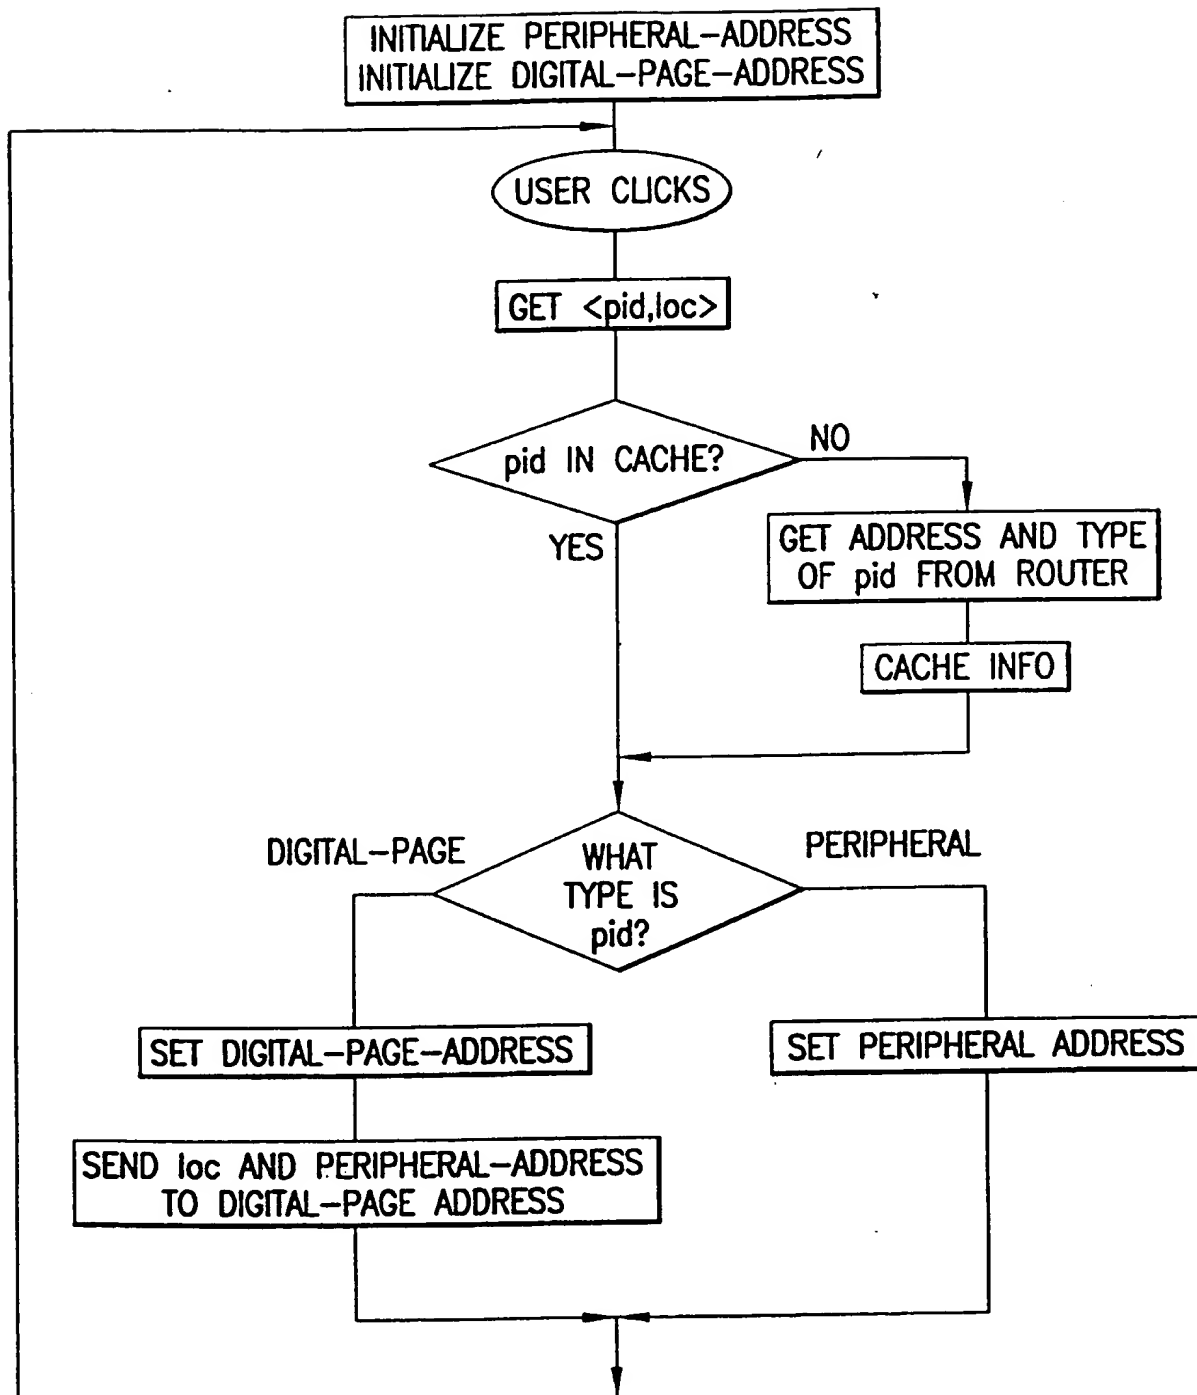 INITIALIZE PERIPHERAL-ADDRESS
INITIALIZE DIGITAL-PAGE-ADDRESS
USER CLICKS
GET <pid,loc>
pid IN CACHE?
NO
YES
GET ADDRESS AND TYPE
OF pid FROM ROUTER
CACHE INFO
DIGITAL-PAGE
WHAT
TYPE IS
pid?
PERIPHERAL
SET DIGITAL-PAGE-ADDRESS
SET PERIPHERAL ADDRESS
SEND loc AND PERIPHERAL-ADDRESS
TO DIGITAL-PAGE ADDRESS